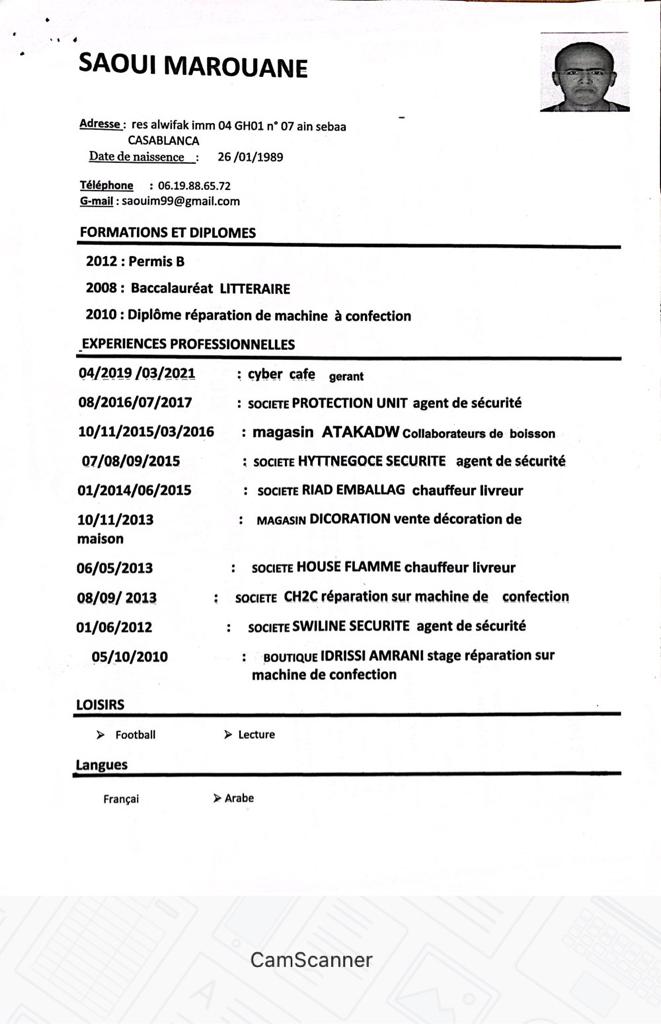 SAOUI MAROUANE
Adresse : res alwifak imm 04 GH01 n° 07 ain sebaa
CASABLANCA
Date de naissance : 26 /01/1989
Téléphone : 06.19.88.65.72
G-mail : saouim99@gmail.com
FORMATIONS ET DIPLOMES
2012 : Permis B
2008 : Baccalauréat LITTERAIRE
2010 : Diplôme réparation de machine à confection
EXPERIENCES PROFESSIONNELLES
04/2019 /03/2021 : cyber cafe gerant
08/2016/07/2017 : SOCIETE PROTECTION UNIT agent de sécurité
10/11/2015/03/2016 : magasin ATAKADW Collaborateurs de boisson
07/08/09/2015 : SOCIETE HYTTNEGOCE SECURITE agent de sécurité
01/2014/06/2015 : SOCIETE RIAD EMBALLAG chauffeur livreur
10/11/2013 : MAGASIN DICORATION vente décoration de
maison
06/05/2013 : SOCIETE HOUSE FLAMME chauffeur livreur
08/09/ 2013 : SOCIETE CH2C réparation sur machine de confection
01/06/2012 : SOCIETE SWILINE SECURITE agent de sécurité
05/10/2010 : BOUTIQUE IDRISSI AMRANI stage réparation sur
machine de confection
LOISIRS
➢ Football ➢ Lecture
Langues
Françai ➢ Arabe
CamScanner